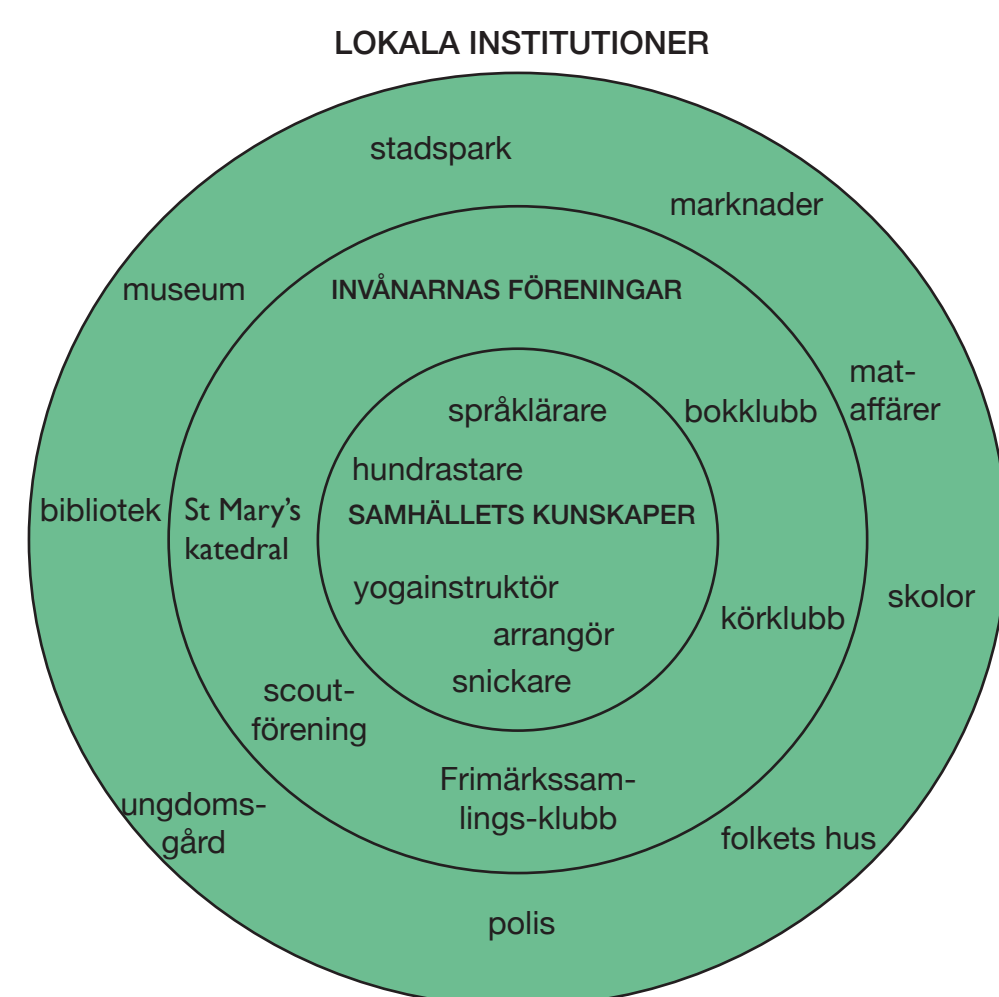 LOKALA INSTITUTIONER
stadspark
marknader
museum
INVÅNARNAS FÖRENINGAR
mat-
affärer
språklärare
bokklubb
hundrastare
bibliotek
St Mary's
katedral
SAMHÄLLETS KUNSKAPER
yogainstruktör
skolor
körklubb
arrangör
snickare
scout-
förening
Frimärkssam-
lings-klubb
ungdoms-
gård
folkets hus
polis